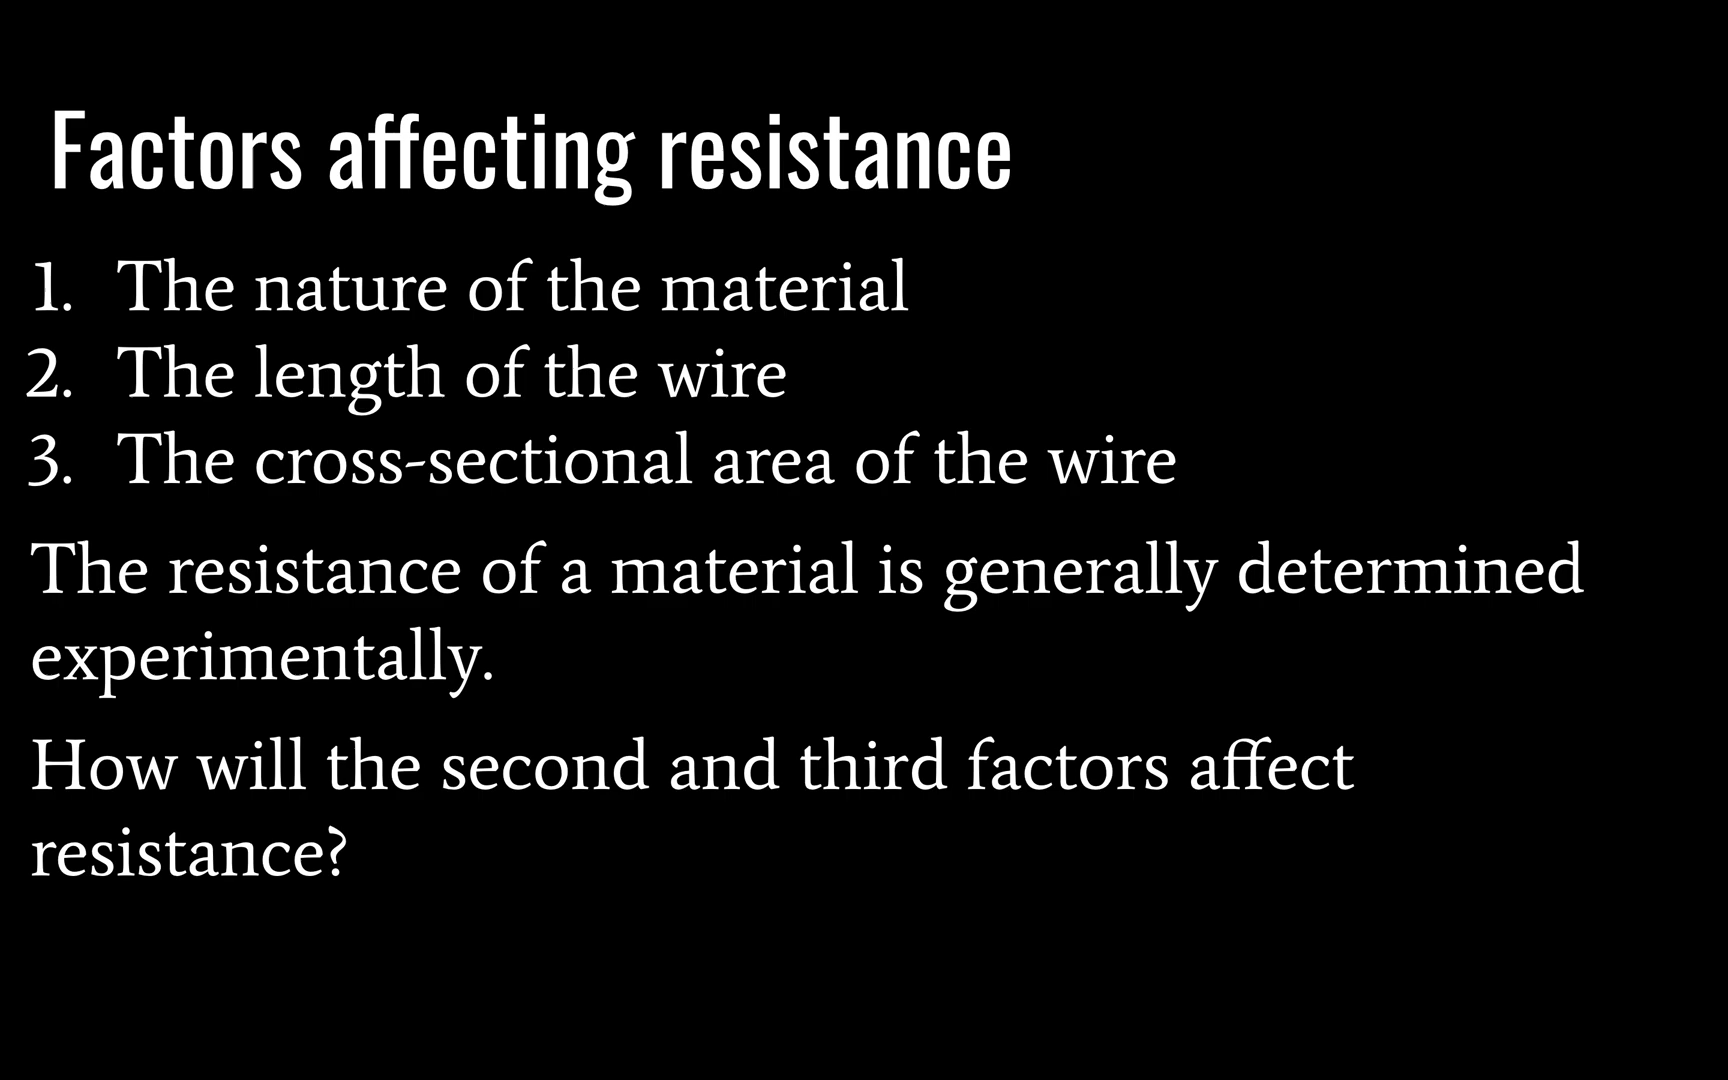 Factors affecting resistance
1. The nature of the material
2. The length of the wire
3. The cross-sectional area of the wire
The resistance of a material is generally determined
experimentally.
How will the second and third factors affect
resistance?